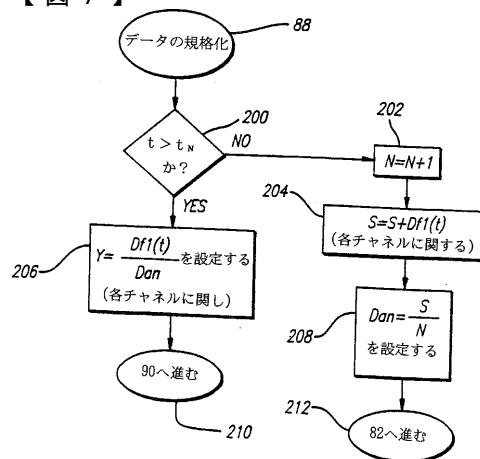 【図7】
データの規格化
88
t > tN
か?
200
NO
YES
202
N=N+1
204
S=S+Df1(t)
(各チャネルに関する)
206
Y= Df1(t)/Dan を設定する
(各チャネルに関し)
208
Dan= S/N
を設定する
90へ進む
210
212
82へ進む